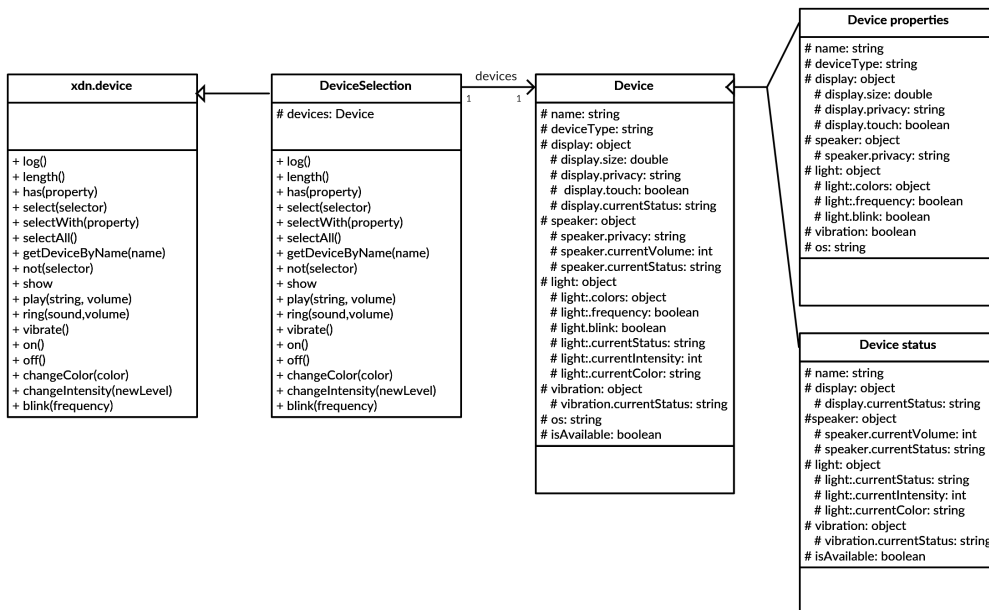 xdn.device
+ log()
+ length()
+ has(property)
+ select(selector)
+ selectWith(property)
+ selectAll()
+ getDeviceByName(name)
+ not(selector)
+ show
+ play(string, volume)
+ ring(sound,volume)
+ vibrate()
+ on()
+ off()
+ changeColor(color)
+ changeIntensity(newLevel)
+ blink(frequency)
DeviceSelection
# devices: Device
+ log()
+ length()
+ has(property)
+ select(selector)
+ selectWith(property)
+ selectAll()
+ getDeviceByName(name)
+ not(selector)
+ show
+ play(string, volume)
+ ring(sound,volume)
+ vibrate()
+ on()
+ off()
+ changeColor(color)
+ changeIntensity(newLevel)
+ blink(frequency)
devices
1 1
Device
# name: string
# deviceType: string
# display: object
# display.size: double
# display.privacy: string
# display.touch: boolean
# display.currentStatus: string
# speaker: object
# speaker.privacy: string
# speaker.currentVolume: int
# speaker.currentStatus: string
# light: object
# light:.colors: object
# light:.frequency: boolean
# light.blink: boolean
# light:.currentStatus: string
# light:.currentIntensity: int
# light:.currentColor: string
# vibration: object
# vibration.currentStatus: string
# os: string
# isAvailable: boolean
Device properties
# name: string
# deviceType: string
# display: object
# display.size: double
# display.privacy: string
# display.touch: boolean
# speaker: object
# speaker.privacy: string
# light: object
# light:.colors: object
# light:.frequency: boolean
# light.blink: boolean
# vibration: boolean
# os: string
Device status
# name: string
# display: object
# display.currentStatus: string
#speaker: object
# speaker.currentVolume: int
# speaker.currentStatus: string
# light: object
# light:.currentStatus: string
# light:.currentIntensity: int
# light:.currentColor: string
# vibration: object
# vibration.currentStatus: string
# isAvailable: boolean